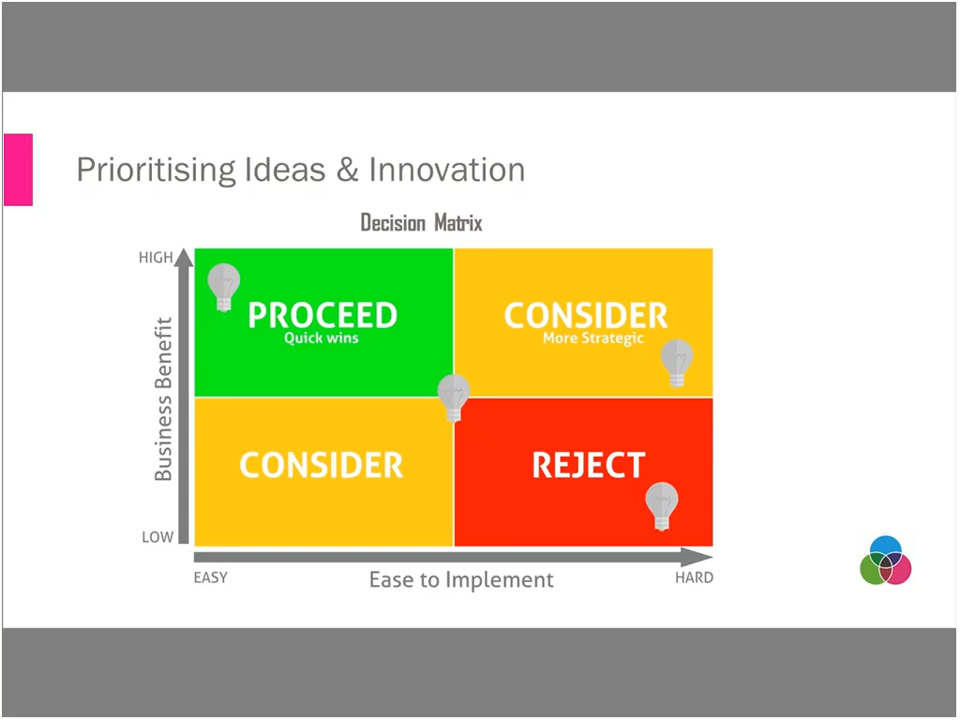 Prioritising Ideas & Innovation
Decision Matrix
HIGH
PROCEED
Quick wins
CONSIDER
More Strategic
Business Benefit
CONSIDER
REJECT
LOW
EASY
Ease to Implement
HARD